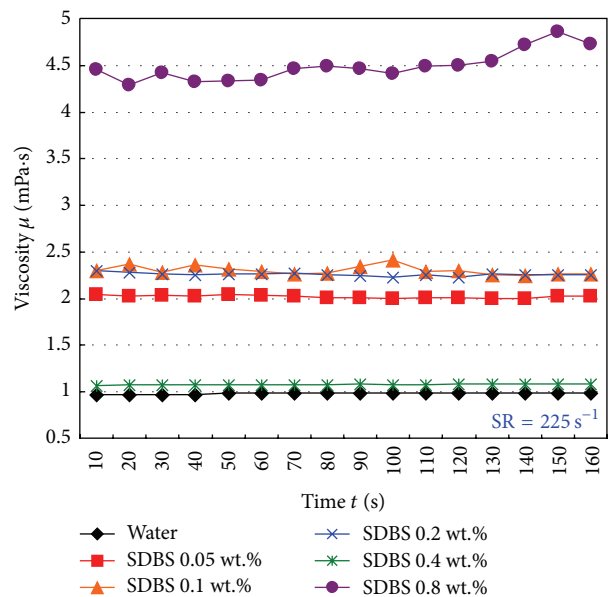 5
4.5
4
3.5
3
2.5
2
1.5
1
0.5
Viscosity μ (mPa·s)
SR = 225 s⁻¹
10 20 30 40 50 60 70 80 90 100 110 120 130 140 150 160
Time t (s)
Water
SDBS 0.05 wt.%
SDBS 0.1 wt.%
SDBS 0.2 wt.%
SDBS 0.4 wt.%
SDBS 0.8 wt.%